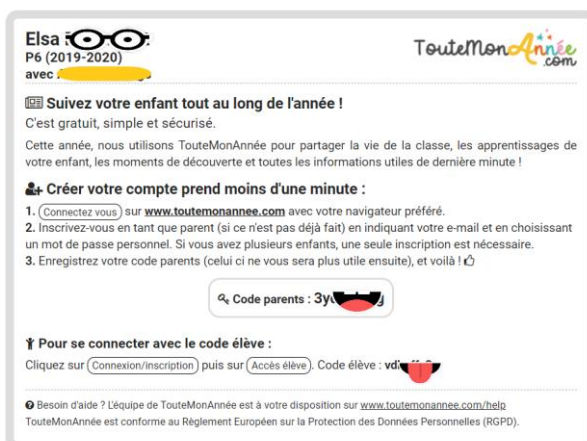 Elsa
P6 (2019-2020)
avec
TouteMonAnnée
.com
Suivez votre enfant tout au long de l'année !
C'est gratuit, simple et sécurisé.
Cette année, nous utilisons TouteMonAnnée pour partager la vie de la classe, les apprentissages de
votre enfant, les moments de découverte et toutes les informations utiles de dernière minute !
Créer votre compte prend moins d'une minute :
1. Connectez vous sur www.toutemonannee.com avec votre navigateur préféré.
2. Inscrivez-vous en tant que parent (si ce n'est pas déjà fait) en indiquant votre e-mail et en choisissant
un mot de passe personnel. Si vous avez plusieurs enfants, une seule inscription est nécessaire.
3. Enregistrez votre code parents (celui ci ne vous sera plus utile ensuite), et voilà !
Code parents :
Pour se connecter avec le code élève :
Cliquez sur Connexion/inscription puis sur Accès élève. Code élève :
Besoin d'aide ? L'équipe de TouteMonAnnée est à votre disposition sur www.toutemonannee.com/help
TouteMonAnnée est conforme au Règlement Européen sur la Protection des Données Personnelles (RGPD).